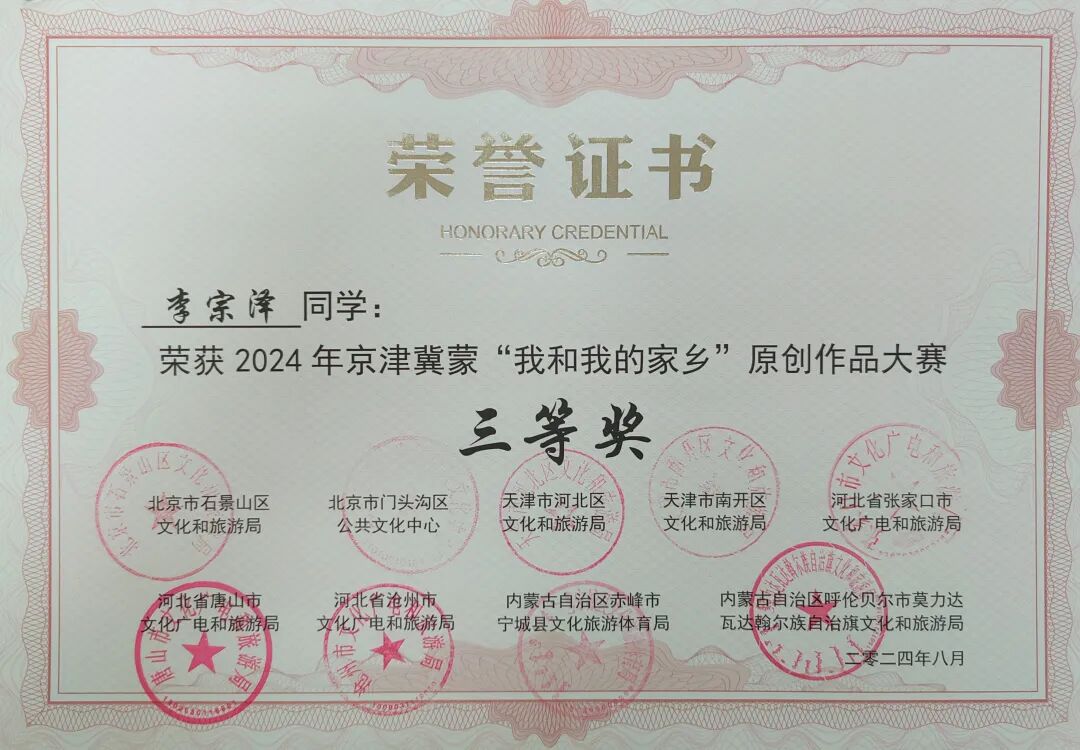 荣誉证书
HONORARY CREDENTIAL
李宗泽 同学：
荣获 2024 年京津冀蒙“我和我的家乡”原创作品大赛
三等奖
北京市石景山区
文化和旅游局
北京市门头沟区
公共文化中心
天津市河北区
文化和旅游局
天津市南开区
文化和旅游局
河北省张家口市
文化广电和旅游局
河北省唐山市
文化广电和旅游局
河北省沧州市
文化广电和旅游局
内蒙古自治区赤峰市
宁城县文化旅游体育局
内蒙古自治区呼伦贝尔市莫力达
瓦达斡尔族自治旗文化和旅游局
二零二四年八月